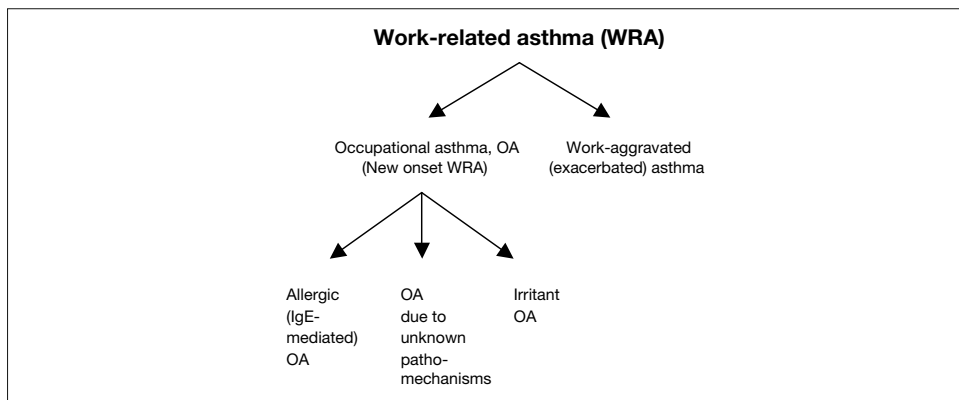 Work-related asthma (WRA)
Occupational asthma, OA
(New onset WRA)
Work-aggravated
(exacerbated) asthma
Allergic
(IgE-
mediated)
OA
OA
due to
unknown
patho-
mechanisms
Irritant
OA